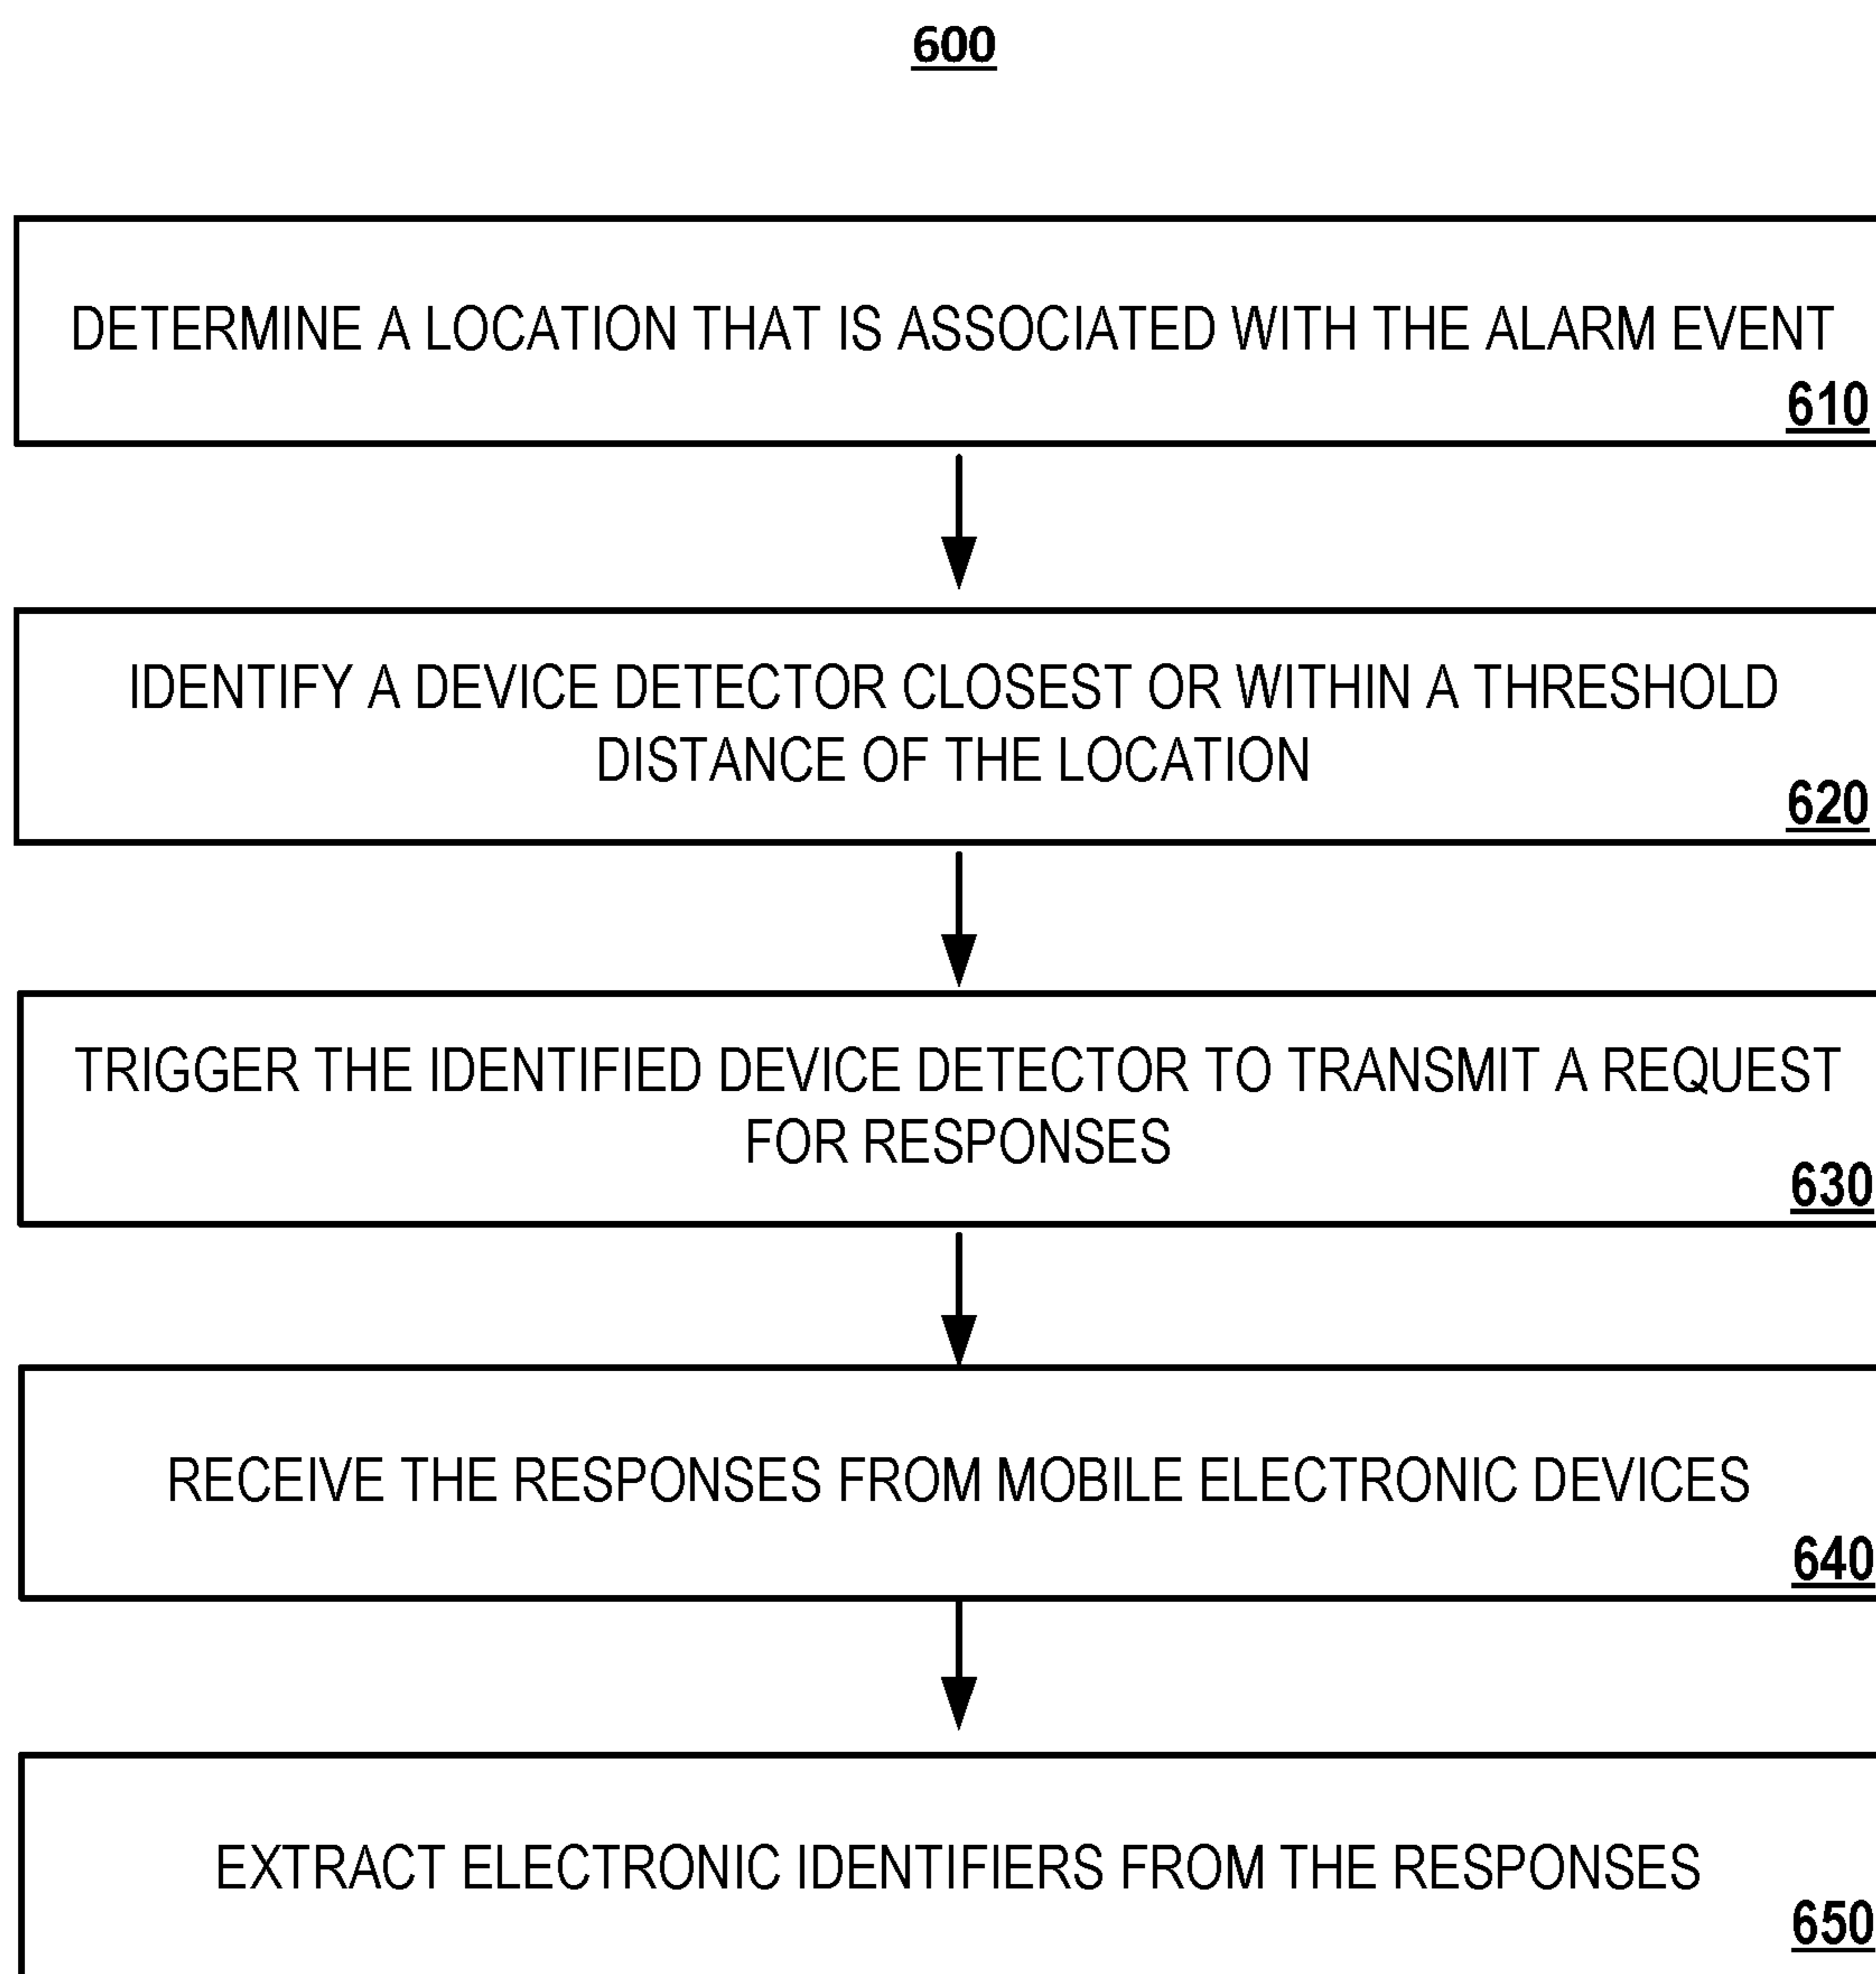 600
DETERMINE A LOCATION THAT IS ASSOCIATED WITH THE ALARM EVENT
610
IDENTIFY A DEVICE DETECTOR CLOSEST OR WITHIN A THRESHOLD
DISTANCE OF THE LOCATION
620
TRIGGER THE IDENTIFIED DEVICE DETECTOR TO TRANSMIT A REQUEST
FOR RESPONSES
630
RECEIVE THE RESPONSES FROM MOBILE ELECTRONIC DEVICES
640
EXTRACT ELECTRONIC IDENTIFIERS FROM THE RESPONSES
650